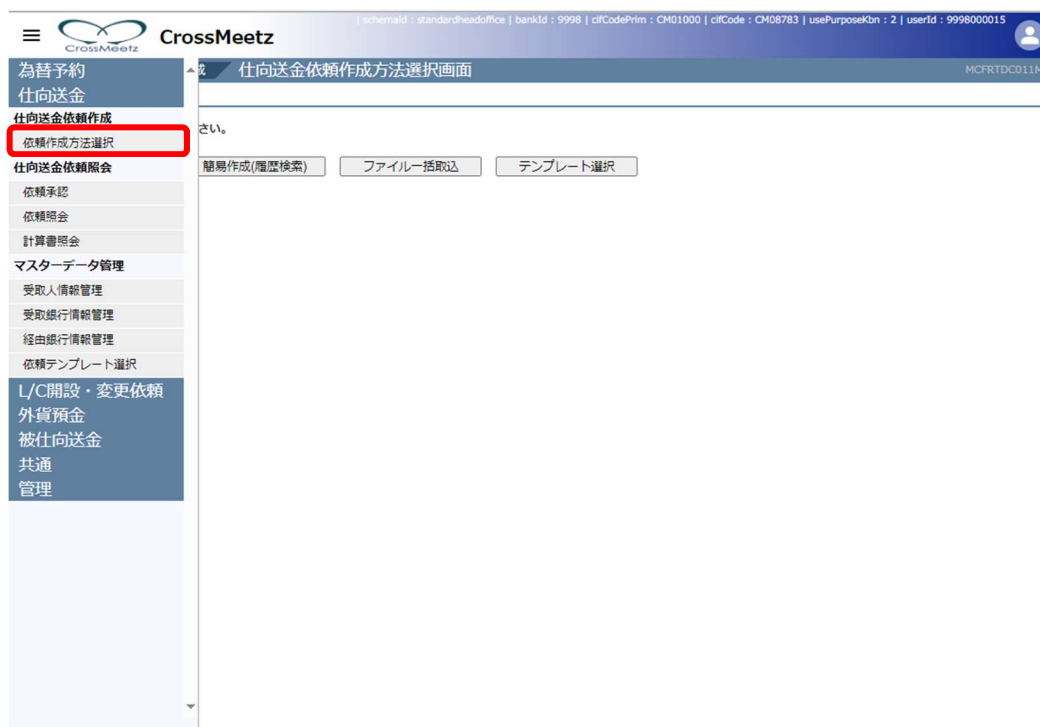 | schemaid : standardheadoffice | bankId : 9998 | cifCodePrim : CM01000 | cifCode : CM08783 | usePurposeKbn : 2 | userId : 9998000015
CrossMeetz
CrossMeetz
為替予約
仕向送金依頼作成方法選択画面
MCFRTDC011M
仕向送金
仕向送金依頼作成
さい。
依頼作成方法選択
仕向送金依頼照会
簡易作成(履歴検索)
ファイル一括取込
テンプレート選択
依頼承認
依頼照会
計算書照会
マスターデータ管理
受取人情報管理
受取銀行情報管理
経由銀行情報管理
依頼テンプレート選択
L/C開設・変更依頼
外貨預金
被仕向送金
共通
管理